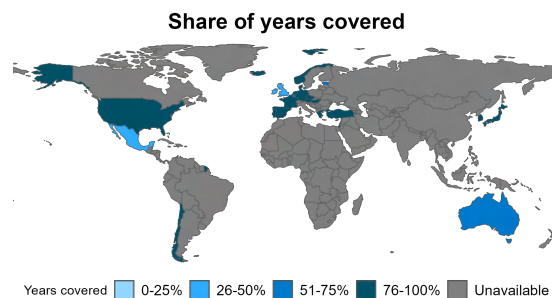 Share of years covered
Years covered 0-25% 26-50% 51-75% 76-100% Unavailable